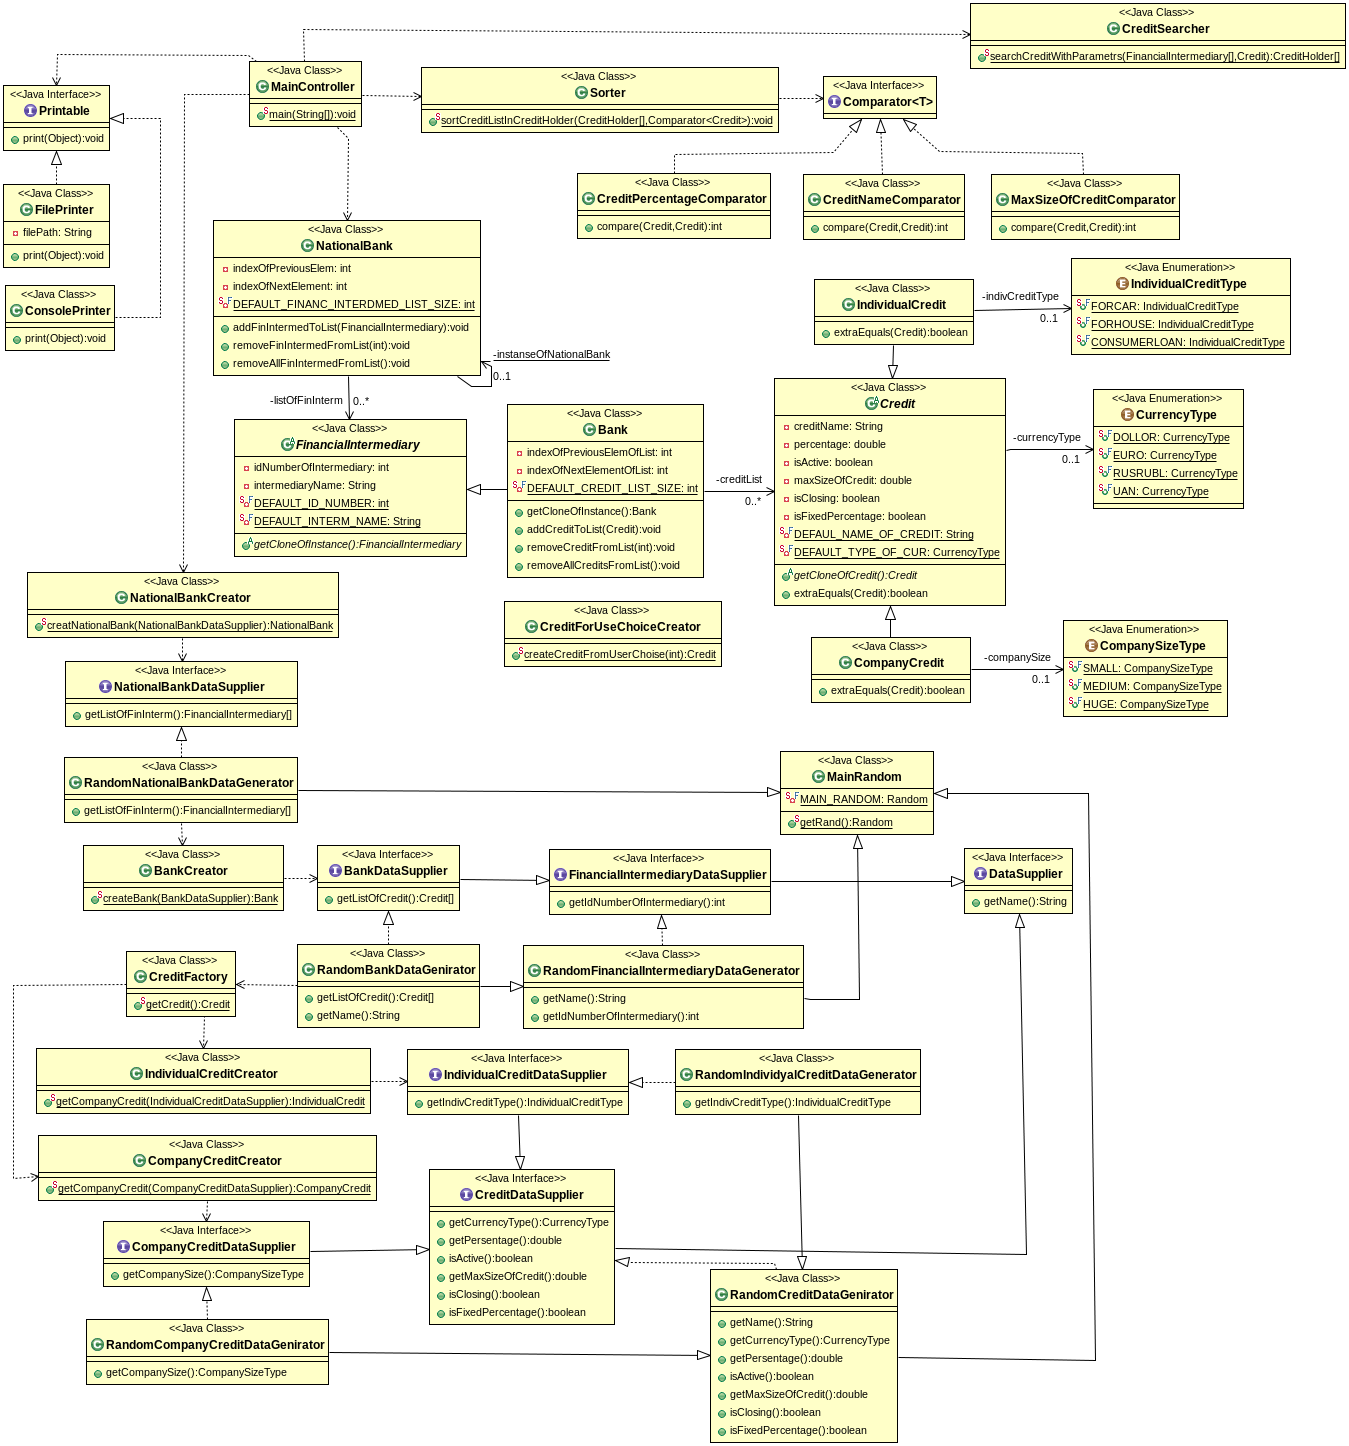 <<Java Class>>
CreditSearcher
searchCreditWithParametrs(FinancialIntermediary[],Credit):CreditHolder[]
<<Java Class>>
MainController
main(String[]):void
<<Java Class>>
Sorter
sortCreditListInCreditHolder(CreditHolder[],Comparator<Credit>):void
<<Java Interface>>
Comparator<T>
<<Java Interface>>
Printable
print(Object):void
<<Java Class>>
FilePrinter
filePath: String
print(Object):void
<<Java Class>>
ConsolePrinter
print(Object):void
<<Java Class>>
CreditPercentageComparator
compare(Credit,Credit):int
<<Java Class>>
CreditNameComparator
compare(Credit,Credit):int
<<Java Class>>
MaxSizeOfCreditComparator
compare(Credit,Credit):int
<<Java Class>>
NationalBank
indexOfPreviousElem: int
indexOfNextElement: int
DEFAULT_FINANC_INTERDMED_LIST_SIZE: int
addFinIntermedToList(FinancialIntermediary):void
removeFinIntermedFromList(int):void
removeAllFinIntermedFromList():void
-instanseOfNationalBank
0..1
-listOfFinInterm
0..*
<<Java Class>>
IndividualCredit
extraEquals(Credit):boolean
-indivCreditType
0..1
<<Java Enumeration>>
IndividualCreditType
FORCAR: IndividualCreditType
FORHOUSE: IndividualCreditType
CONSUMERLOAN: IndividualCreditType
<<Java Class>>
FinancialIntermediary
idNumberOfIntermediary: int
intermediaryName: String
DEFAULT_ID_NUMBER: int
DEFAULT_INTERM_NAME: String
getCloneOfInstance():FinancialIntermediary
<<Java Class>>
Bank
indexOfPreviousElemOfList: int
indexOfNextElementOfList: int
DEFAULT_CREDIT_LIST_SIZE: int
getCloneOfInstance():Bank
addCreditToList(Credit):void
removeCreditFromList(int):void
removeAllCreditsFromList():void
-creditList
0..*
<<Java Class>>
Credit
creditName: String
percentage: double
isActive: boolean
maxSizeOfCredit: double
isClosing: boolean
isFixedPercentage: boolean
DEFAUL_NAME_OF_CREDIT: String
DEFAULT_TYPE_OF_CUR: CurrencyType
getCloneOfCredit():Credit
extraEquals(Credit):boolean
-currencyType
0..1
<<Java Enumeration>>
CurrencyType
DOLLOR: CurrencyType
EURO: CurrencyType
RUSRUBL: CurrencyType
UAN: CurrencyType
<<Java Class>>
NationalBankCreator
creatNationalBank(NationalBankDataSupplier):NationalBank
<<Java Class>>
CreditForUseChoiceCreator
createCreditFromUserChoise(int):Credit
<<Java Class>>
CompanyCredit
extraEquals(Credit):boolean
-companySize
0..1
<<Java Enumeration>>
CompanySizeType
SMALL: CompanySizeType
MEDIUM: CompanySizeType
HUGE: CompanySizeType
<<Java Interface>>
NationalBankDataSupplier
getListOfFinInterm():FinancialIntermediary[]
<<Java Class>>
RandomNationalBankDataGenerator
getListOfFinInterm():FinancialIntermediary[]
<<Java Class>>
MainRandom
MAIN_RANDOM: Random
getRand():Random
<<Java Class>>
BankCreator
createBank(BankDataSupplier):Bank
<<Java Interface>>
BankDataSupplier
getListOfCredit():Credit[]
<<Java Interface>>
FinancialIntermediaryDataSupplier
getIdNumberOfIntermediary():int
<<Java Interface>>
DataSupplier
getName():String
<<Java Class>>
CreditFactory
getCredit():Credit
<<Java Class>>
RandomBankDataGenirator
getListOfCredit():Credit[]
getName():String
<<Java Class>>
RandomFinancialIntermediaryDataGenerator
getName():String
getIdNumberOfIntermediary():int
<<Java Class>>
IndividualCreditCreator
getCompanyCredit(IndividualCreditDataSupplier):IndividualCredit
<<Java Interface>>
IndividualCreditDataSupplier
getIndivCreditType():IndividualCreditType
<<Java Class>>
RandomIndividyalCreditDataGenerator
getIndivCreditType():IndividualCreditType
<<Java Class>>
CompanyCreditCreator
getCompanyCredit(CompanyCreditDataSupplier):CompanyCredit
<<Java Interface>>
CreditDataSupplier
getCurrencyType():CurrencyType
getPersentage():double
isActive():boolean
getMaxSizeOfCredit():double
isClosing():boolean
isFixedPercentage():boolean
<<Java Interface>>
CompanyCreditDataSupplier
getCompanySize():CompanySizeType
<<Java Class>>
RandomCompanyCreditDataGenirator
getCompanySize():CompanySizeType
<<Java Class>>
RandomCreditDataGenirator
getName():String
getCurrencyType():CurrencyType
getPersentage():double
isActive():boolean
getMaxSizeOfCredit():double
isClosing():boolean
isFixedPercentage():boolean